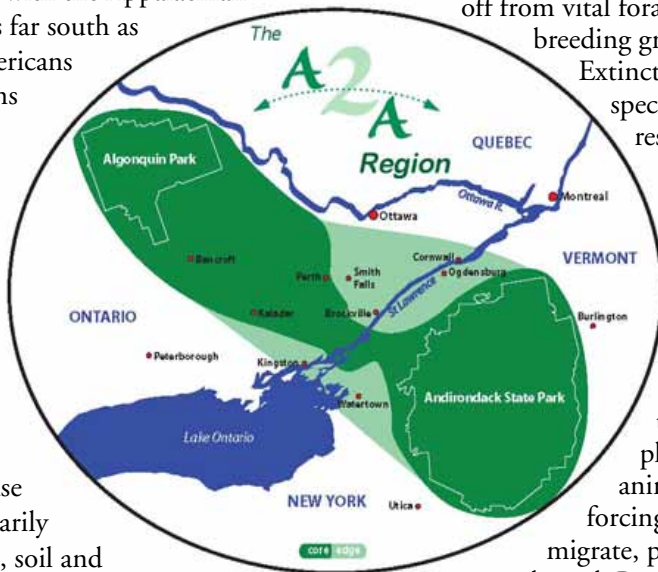 s far south as
ericans
ns
off from vital fora
breeding gr
Extinct
spec
res
The
A2A
Region
QUEBEC
Algonquin Park
Ottawa R.
Montreal
Ottawa
Cornwall
VERMONT
Bancroft
Perth
Smith
Falls
Ogdensburg
St Lawrence
ONTARIO
Kaladar
Brockville
Burlington
Peterborough
Kingston
Watertown
Andirondack State Park
Lake Ontario
NEW YORK
Utica
core edge
se
arily
, soil and
pl
anir
forcing
migrate, p